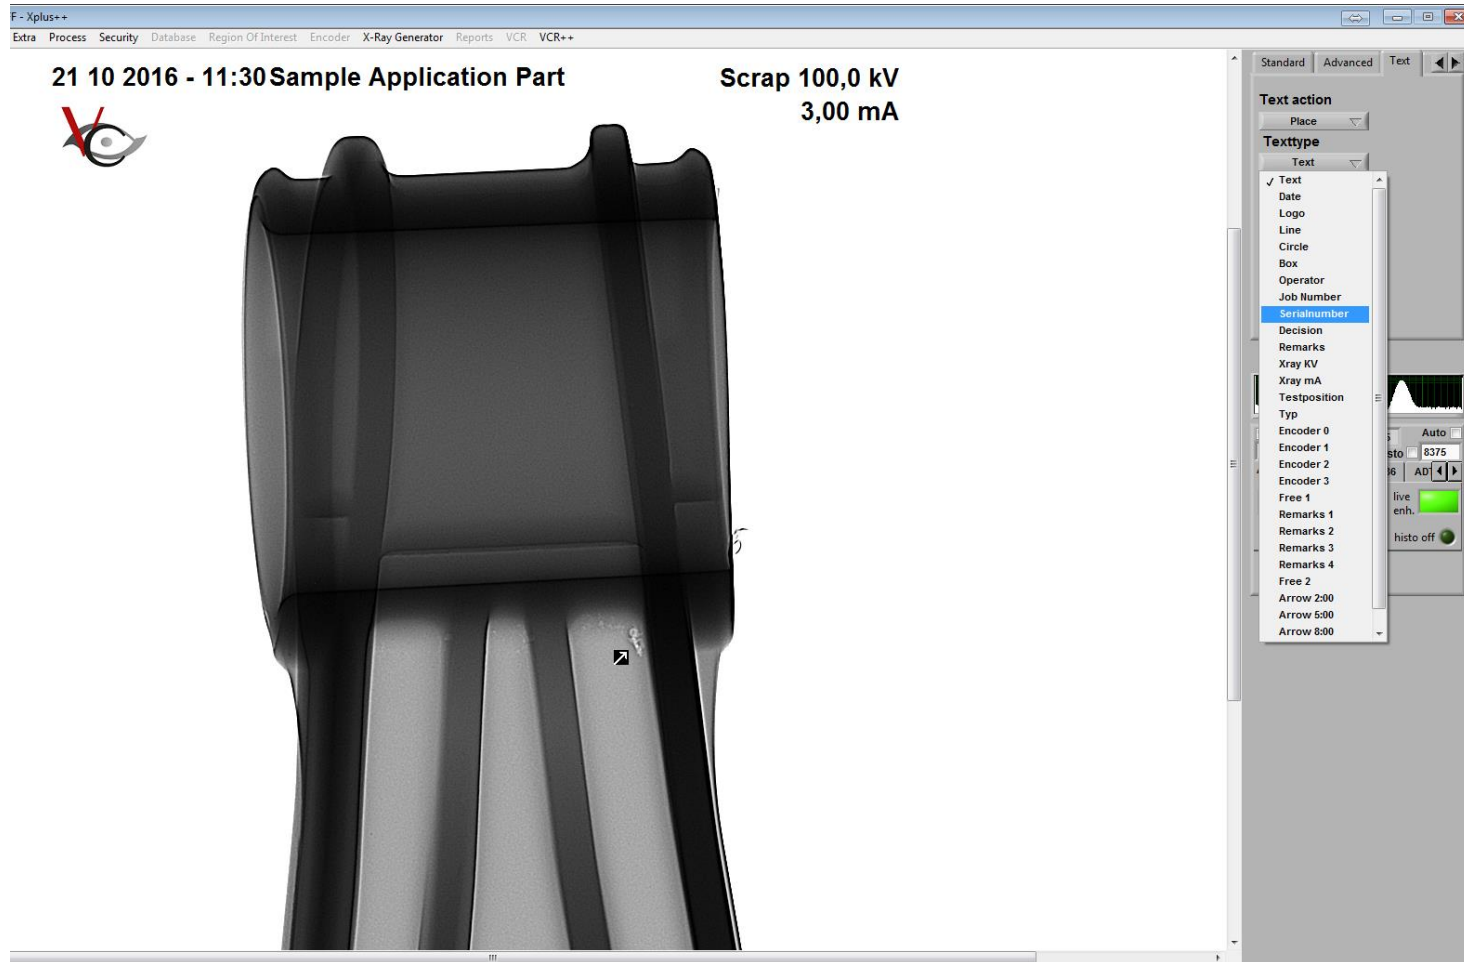 F - Xplus++
Extra Process Security Database Region Of Interest Encoder X-Ray Generator Reports VCR VCR++
21 10 2016 - 11:30 Sample Application Part
Scrap 100,0 kV
3,00 mA
Standard Advanced Text
Text action
Place
Texttype
Text
Text
Date
Logo
Line
Circle
Box
Operator
Job Number
Serialnumber
Decision
Remarks
Xray KV
Xray mA
Testposition
Typ
Encoder 0
Encoder 1
Encoder 2
Encoder 3
Free 1
Remarks 1
Remarks 2
Remarks 3
Remarks 4
Free 2
Arrow 2:00
Arrow 5:00
Arrow 8:00
Auto
8375
live
enh.
histo off